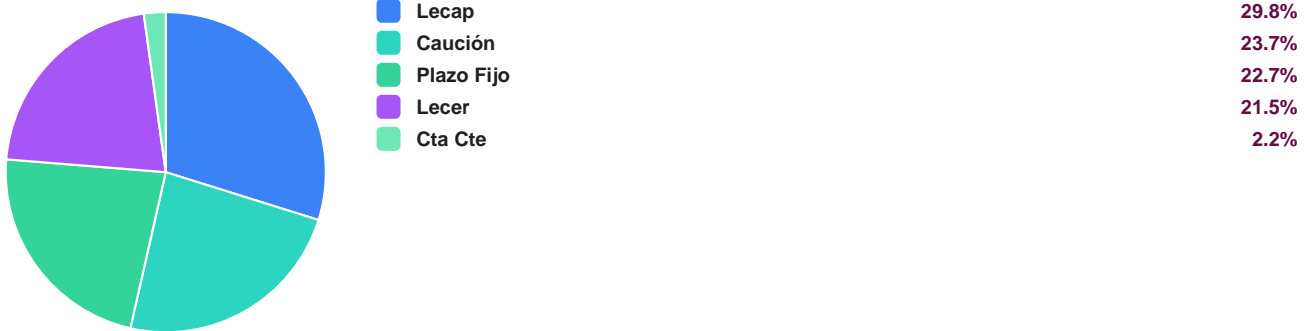 Lecap 29.8%
Caución 23.7%
Plazo Fijo 22.7%
Lecer 21.5%
Cta Cte 2.2%